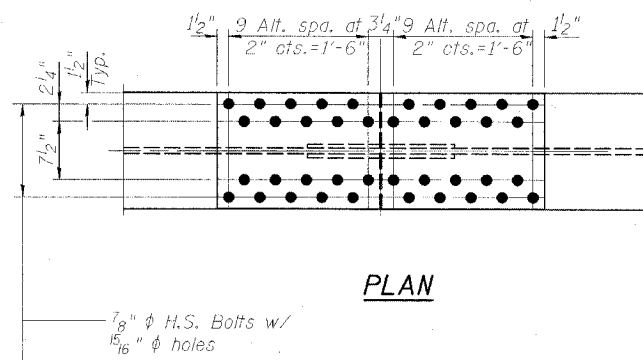 1½" 9 Alt. spa. at 3¼" 9 Alt. spa. at 1½"
2" cts.=1'-6" 2" cts.=1'-6"
1½"
Typ.
2¼"
7½"
PLAN
⅞" ϕ H.S. Bolts w/
15/16" ϕ holes